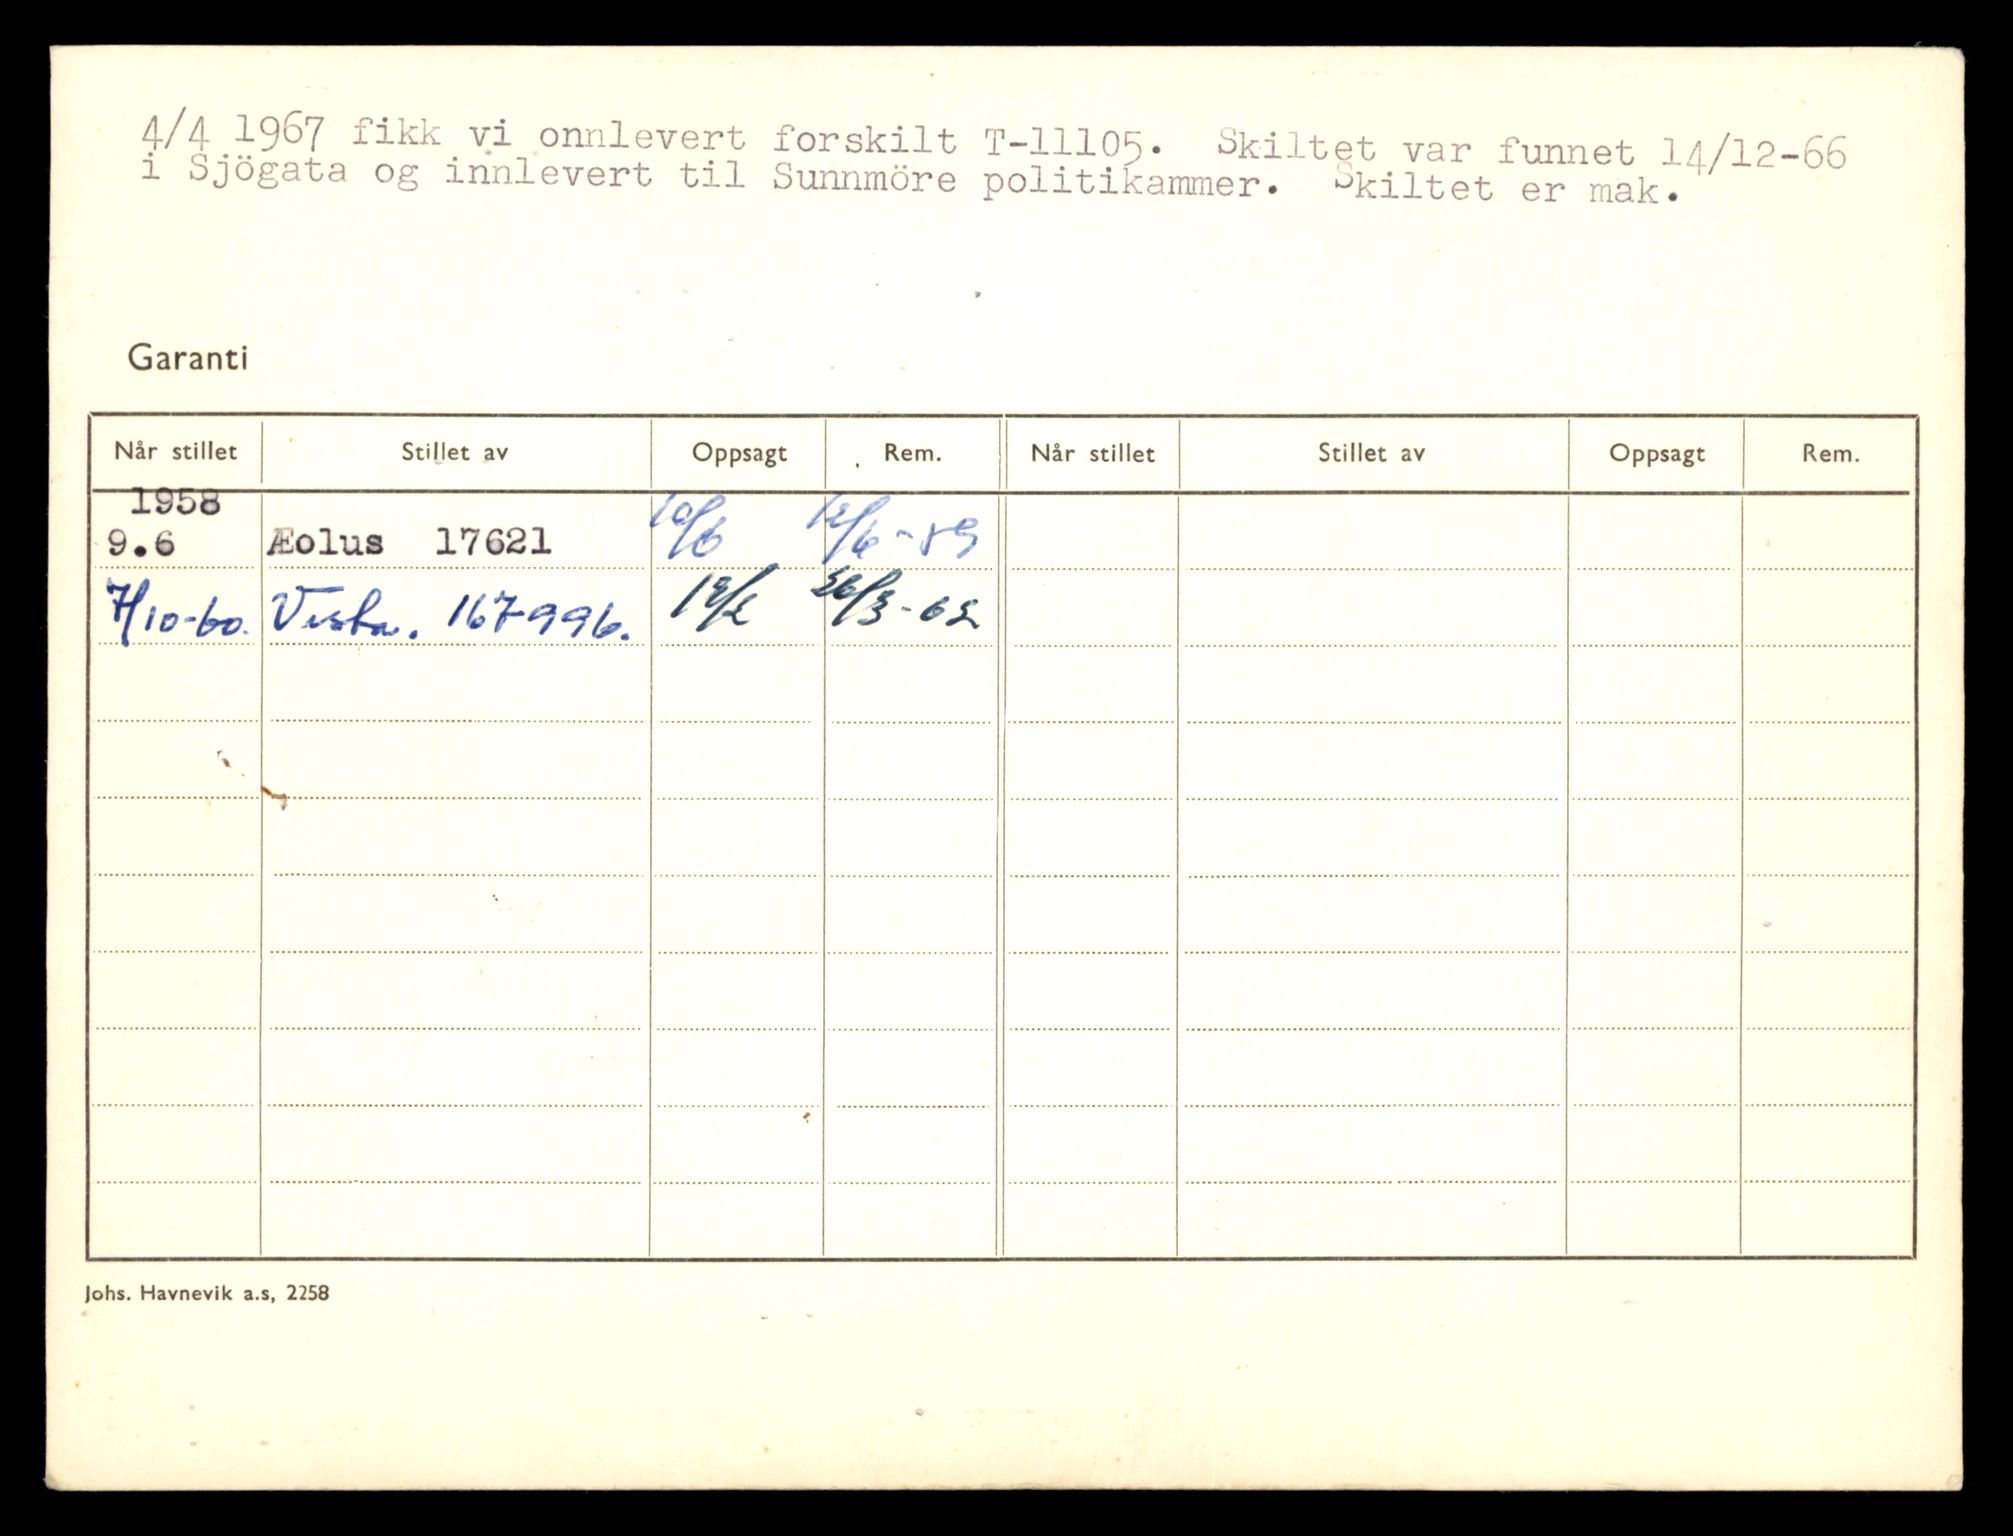 4/4 1967 fikk vi onnlevert forskilt T-11105. Skiltet var funnet 14/12-66
i Sjögata og innlevert til Sunnmöre politikammer. Skiltet er mak.
Garanti
Når stillet Stillet av Oppsagt Rem. Når stillet Stillet av Oppsagt Rem.
1958
9.6 Æolus 17621 10/6 12/6-59
7/10-60. Vesta. 167996. 12/2 26/3-62
Johs. Havnevik a.s, 2258